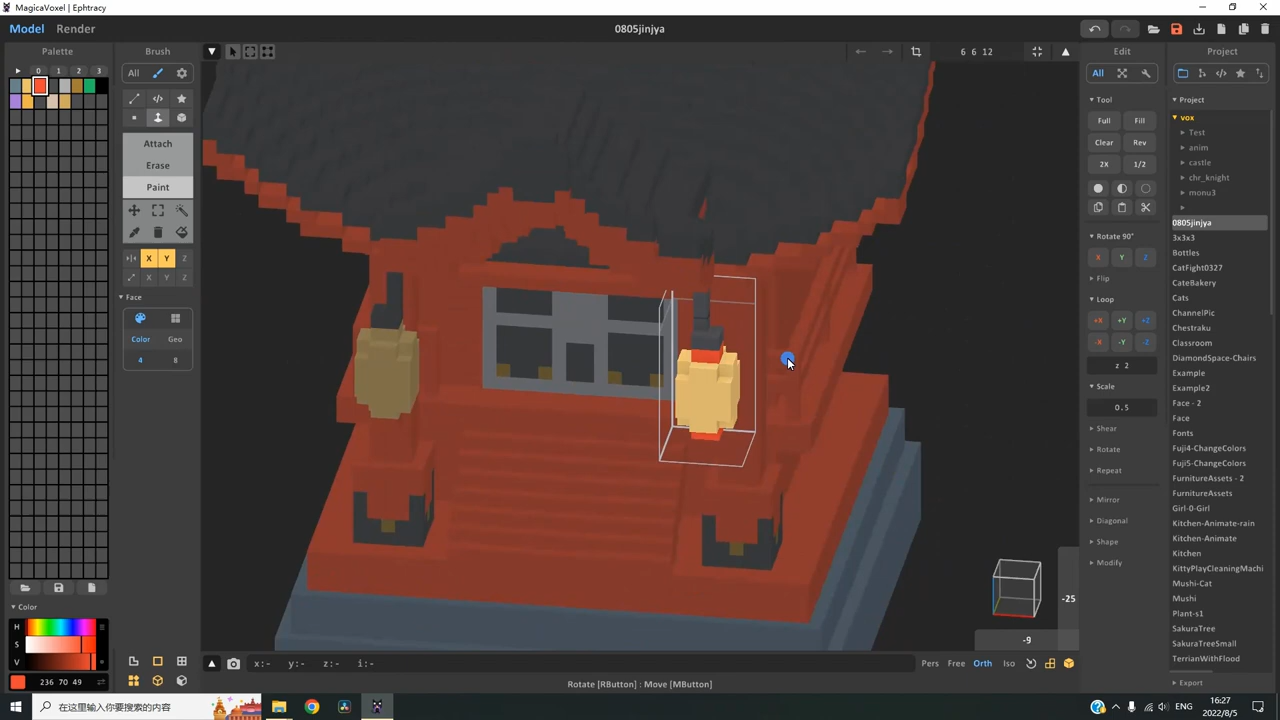 MagicaVoxel | Ephtracy
Model Render
0805jinjya
Palette
0 1 2 3
Brush
All
Attach
Erase
Paint
X Y Z
X Y Z
Face
Color Geo
4 8
Color
H
S
V
236 70 49
6 6 12
-25
-9
x:- y:- z:- i:-
Pers Free Orth Iso
Rotate [RButton] : Move [MButton]
Edit
All
Tool
Full Fill
Clear Rev
2X 1/2
Rotate 90°
X Y Z
Flip
Loop
+X +Y +Z
-X -Y -Z
z 2
Scale
0.5
Shear
Rotate
Repeat
Mirror
Diagonal
Shape
Modify
Project
Project
vox
Test
anim
castle
chr_knight
monu3
0805jinjya
3x3x3
Bottles
CatFight0327
CateBakery
Cats
ChannelPic
Chestraku
Classroom
DiamondSpace-Chairs
Example
Example2
Face - 2
Face
Fonts
Fuji4-ChangeColors
Fuji5-ChangeColors
FurnitureAssets - 2
FurnitureAssets
Girl-0-Girl
Kitchen-Animate-rain
Kitchen-Animate
Kitchen
KittyPlayCleaningMachi
Mushi-Cat
Mushi
Plant-s1
SakuraTree
SakuraTreeSmall
TerrianWithFlood
Export
在这里输入你要搜索的内容
ENG
16:27
2022/8/5